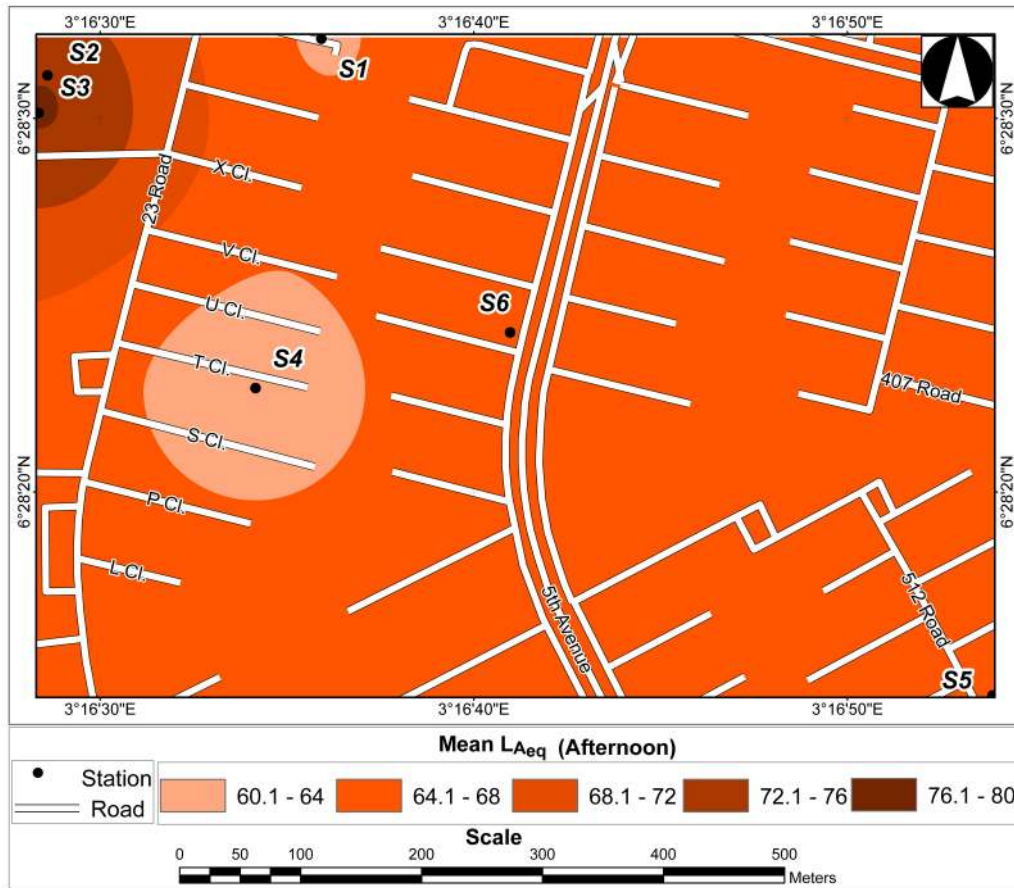 3°16'30"E 3°16'40"E 3°16'50"E
S2
S1
S3
6°28'30"N 6°28'30"N
X Cl.
23 Road
V Cl.
U Cl.
S6
S4
T Cl.
407 Road
S Cl.
6°28'20"N 6°28'20"N
P Cl.
L Cl.
5th Avenue
512 Road
S5
3°16'30"E 3°16'40"E 3°16'50"E
Mean LAeq (Afternoon)
Station
Road
60.1 - 64 64.1 - 68 68.1 - 72 72.1 - 76 76.1 - 80
Scale
0 50 100 200 300 400 500
Meters